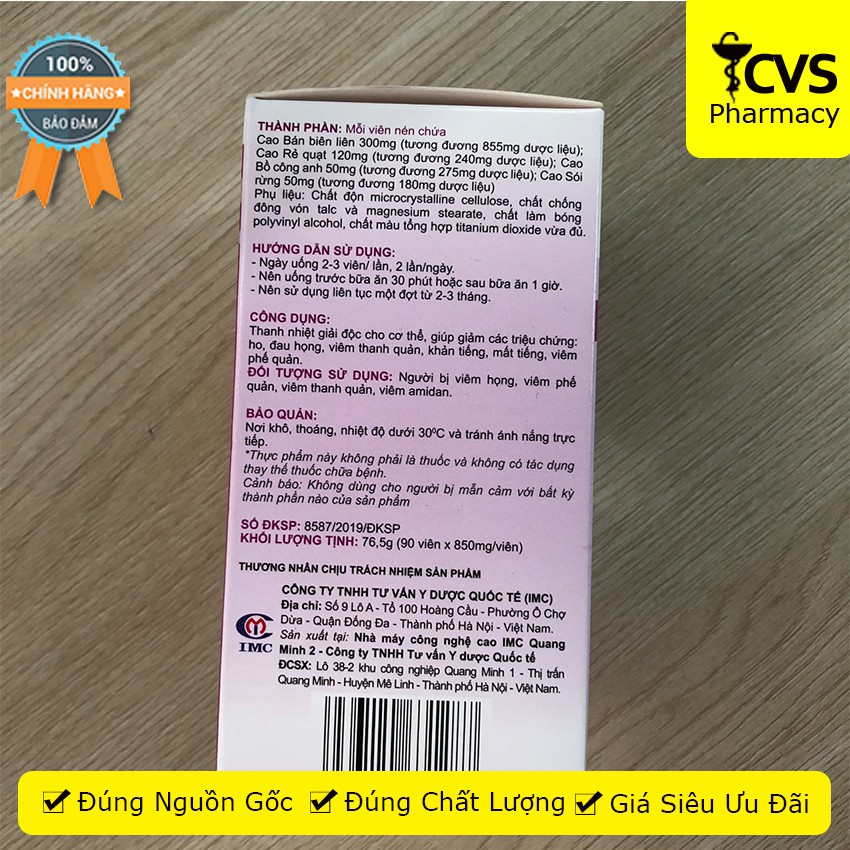 100%
CHÍNH HÃNG
BẢO ĐẢM
CVS
Pharmacy
THÀNH PHẦN: Mỗi viên nén chứa
Cao Bán biên liên 300mg (tương đương 855mg dược liệu);
Cao Rẻ quạt 120mg (tương đương 240mg dược liệu); Cao
Bồ công anh 50mg (tương đương 275mg dược liệu); Cao Sói
rừng 50mg (tương đương 180mg dược liệu)
Phụ liệu: Chất độn microcrystalline cellulose, chất chống
đông vón talc và magnesium stearate, chất làm bóng
polyvinyl alcohol, chất màu tổng hợp titanium dioxide vừa đủ.
HƯỚNG DẪN SỬ DỤNG:
- Ngày uống 2-3 viên/ lần, 2 lần/ngày.
- Nên uống trước bữa ăn 30 phút hoặc sau bữa ăn 1 giờ.
- Nên sử dụng liên tục một đợt từ 2-3 tháng.
CÔNG DỤNG:
Thanh nhiệt giải độc cho cơ thể, giúp giảm các triệu chứng:
ho, đau họng, viêm thanh quản, khản tiếng, mất tiếng, viêm
phế quản.
ĐỐI TƯỢNG SỬ DỤNG: Người bị viêm họng, viêm phế
quản, viêm thanh quản, viêm amidan.
BẢO QUẢN:
Nơi khô, thoáng, nhiệt độ dưới 30ºC và tránh ánh nắng trực
tiếp.
*Thực phẩm này không phải là thuốc và không có tác dụng
thay thế thuốc chữa bệnh.
Cảnh báo: Không dùng cho người bị mẫn cảm với bất kỳ
thành phần nào của sản phẩm
SỐ ĐKSP: 8587/2019/ĐKSP
KHỐI LƯỢNG TỊNH: 76,5g (90 viên x 850mg/viên)
THƯƠNG NHÂN CHỊU TRÁCH NHIỆM SẢN PHẨM
CÔNG TY TNHH TƯ VẤN Y DƯỢC QUỐC TẾ (IMC)
Địa chỉ: Số 9 Lô A - Tổ 100 Hoàng Cầu - Phường Ô Chợ
Dừa - Quận Đống Đa - Thành phố Hà Nội - Việt Nam.
Sản xuất tại: Nhà máy công nghệ cao IMC Quang
Minh 2 - Công ty TNHH Tư vấn Y dược Quốc tế
ĐCSX: Lô 38-2 khu công nghiệp Quang Minh 1 - Thị trấn
Quang Minh - Huyện Mê Linh - Thành phố Hà Nội - Việt Nam.
IMC
Đúng Nguồn Gốc
Đúng Chất Lượng
Giá Siêu Ưu Đãi